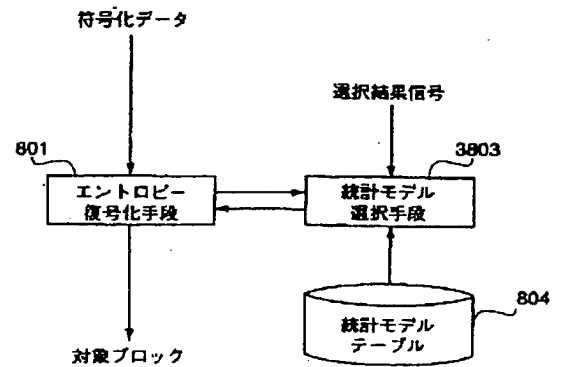 符号化データ
選択結果信号
801
3803
エントロピー
復号化手段
統計モデル
選択手段
804
統計モデル
テーブル
対象ブロック